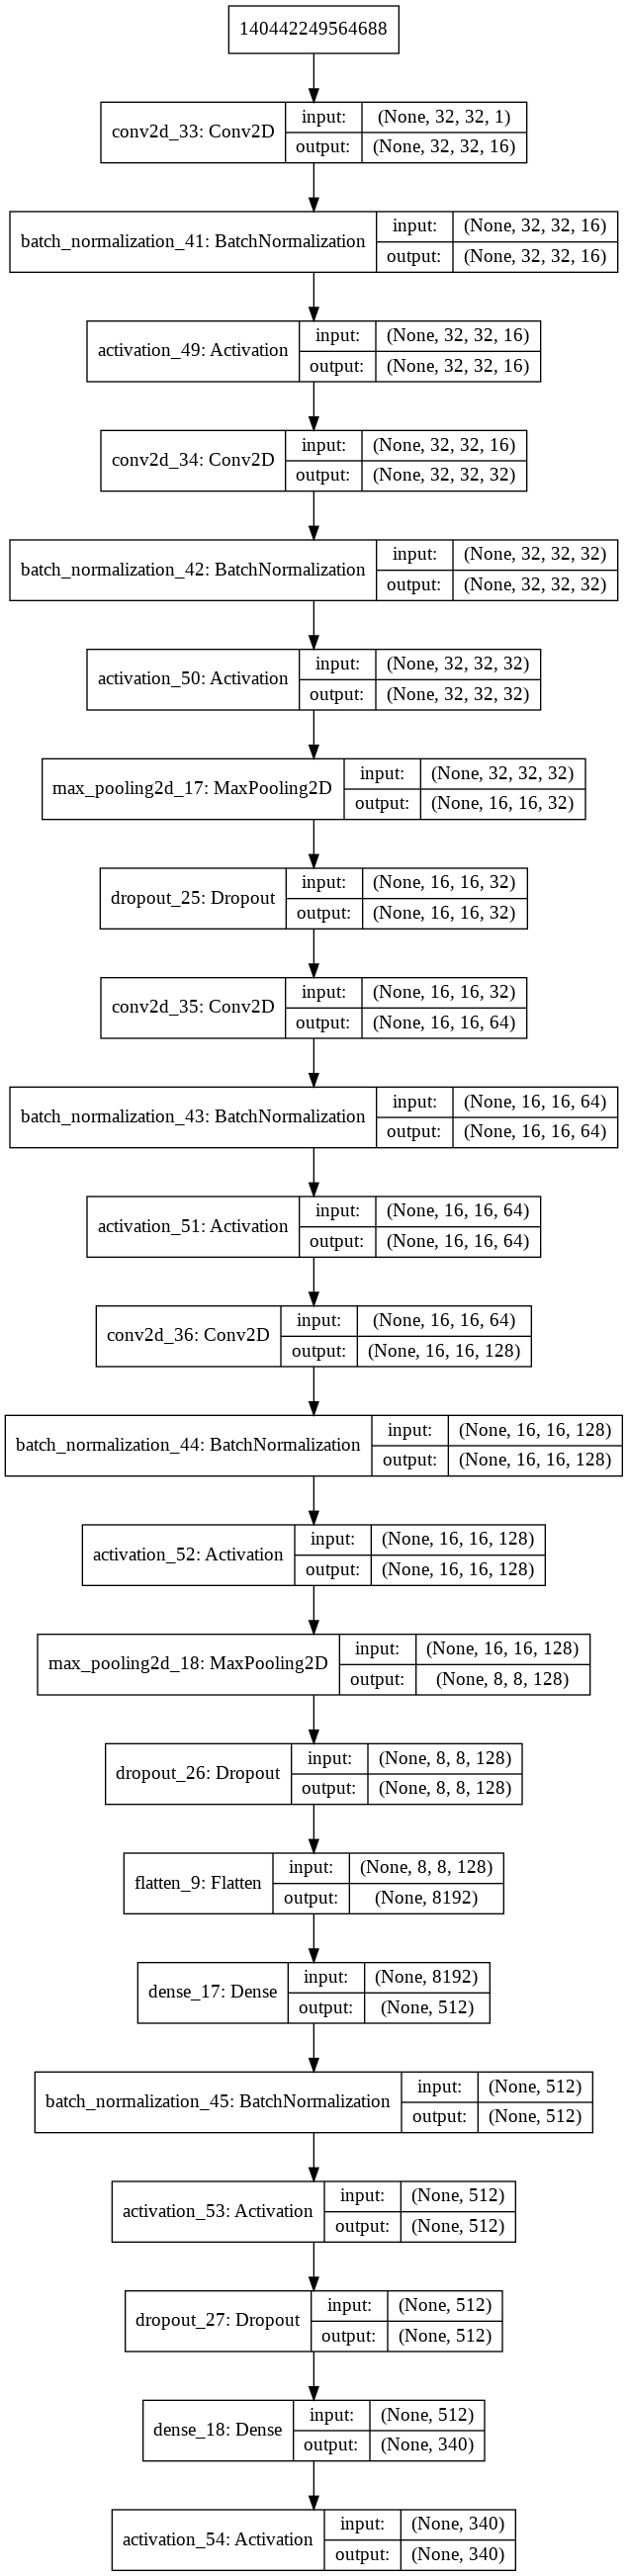 140442249564688
conv2d_33: Conv2D
input: (None, 32, 32, 1)
output: (None, 32, 32, 16)
batch_normalization_41: BatchNormalization
input: (None, 32, 32, 16)
output: (None, 32, 32, 16)
activation_49: Activation
input: (None, 32, 32, 16)
output: (None, 32, 32, 16)
conv2d_34: Conv2D
input: (None, 32, 32, 16)
output: (None, 32, 32, 32)
batch_normalization_42: BatchNormalization
input: (None, 32, 32, 32)
output: (None, 32, 32, 32)
activation_50: Activation
input: (None, 32, 32, 32)
output: (None, 32, 32, 32)
max_pooling2d_17: MaxPooling2D
input: (None, 32, 32, 32)
output: (None, 16, 16, 32)
dropout_25: Dropout
input: (None, 16, 16, 32)
output: (None, 16, 16, 32)
conv2d_35: Conv2D
input: (None, 16, 16, 32)
output: (None, 16, 16, 64)
batch_normalization_43: BatchNormalization
input: (None, 16, 16, 64)
output: (None, 16, 16, 64)
activation_51: Activation
input: (None, 16, 16, 64)
output: (None, 16, 16, 64)
conv2d_36: Conv2D
input: (None, 16, 16, 64)
output: (None, 16, 16, 128)
batch_normalization_44: BatchNormalization
input: (None, 16, 16, 128)
output: (None, 16, 16, 128)
activation_52: Activation
input: (None, 16, 16, 128)
output: (None, 16, 16, 128)
max_pooling2d_18: MaxPooling2D
input: (None, 16, 16, 128)
output: (None, 8, 8, 128)
dropout_26: Dropout
input: (None, 8, 8, 128)
output: (None, 8, 8, 128)
flatten_9: Flatten
input: (None, 8, 8, 128)
output: (None, 8192)
dense_17: Dense
input: (None, 8192)
output: (None, 512)
batch_normalization_45: BatchNormalization
input: (None, 512)
output: (None, 512)
activation_53: Activation
input: (None, 512)
output: (None, 512)
dropout_27: Dropout
input: (None, 512)
output: (None, 512)
dense_18: Dense
input: (None, 512)
output: (None, 340)
activation_54: Activation
input: (None, 340)
output: (None, 340)